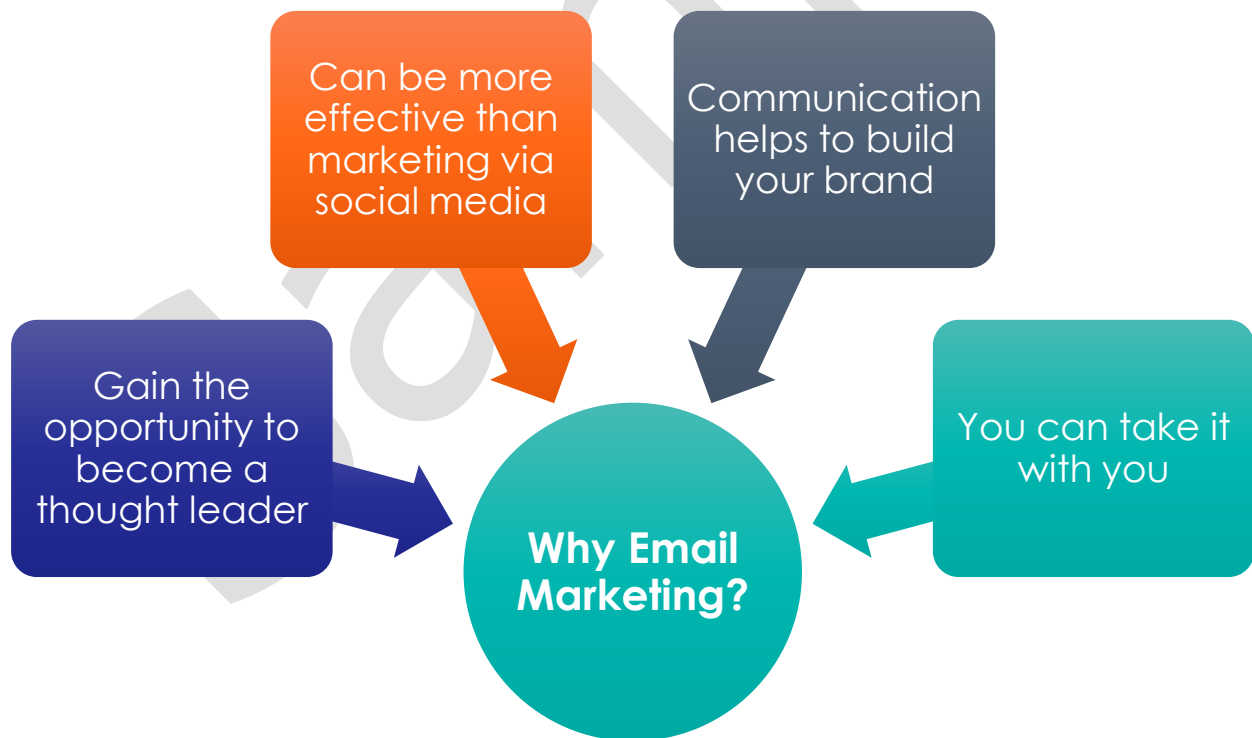 Can be more
effective than
marketing via
social media
Communication
helps to build
your brand
Gain the
opportunity to
become a
thought leader
You can take it
with you
Why Email
Marketing?